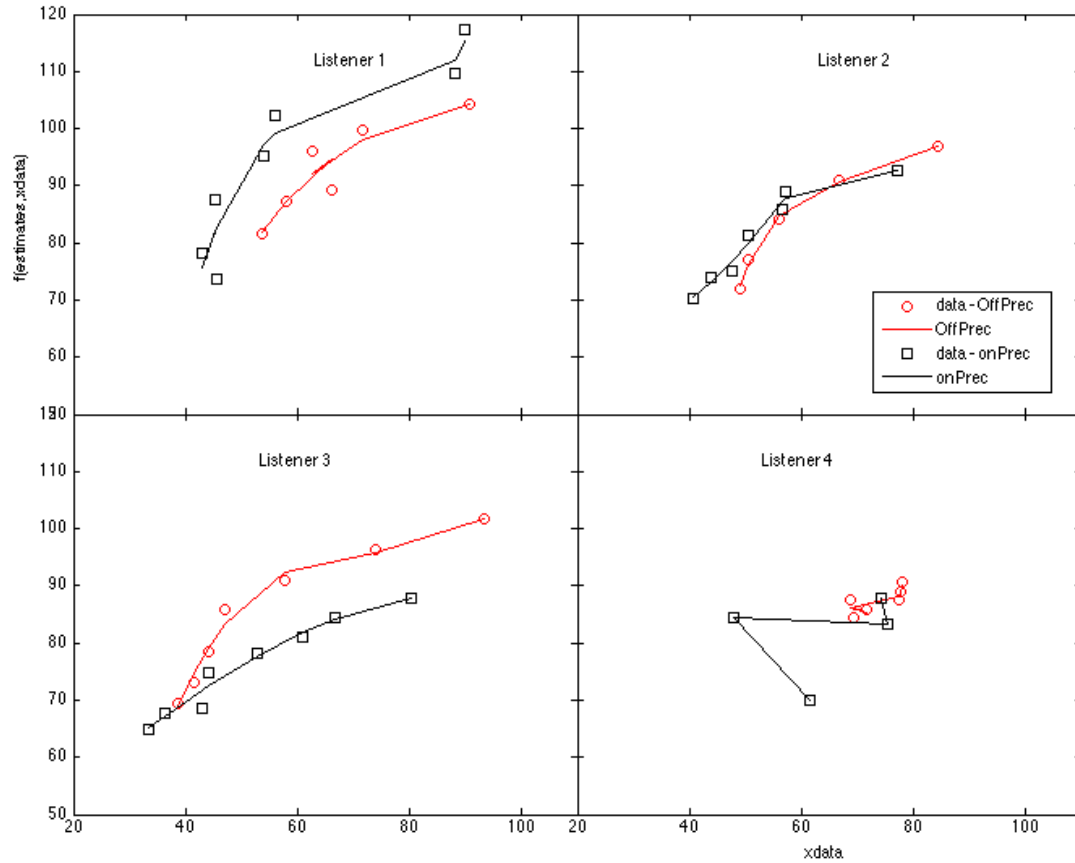 120
110
100
90
80
70
60
Listener 1
Listener 2
f(estimates,xdata)
data - OffPrec
OffPrec
data - onPrec
onPrec
110
100
90
80
70
60
50
Listener 3
Listener 4
20 40 60 80 100 20 40 60 80 100
xdata